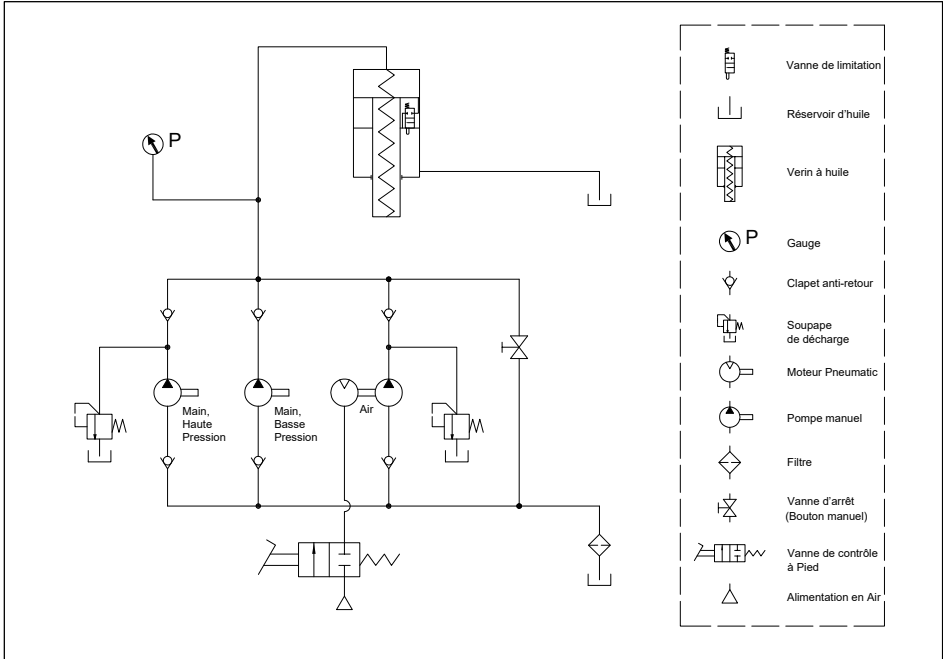 P
Main,
Haute
Pression
Main,
Basse
Pression
Air
Vanne de limitation
Réservoir d'huile
Verin à huile
P
Gauge
Clapet anti-retour
Soupape
de décharge
Moteur Pneumatic
Pompe manuel
Filtre
Vanne d'arrêt
(Bouton manuel)
Vanne de contrôle
à Pied
Alimentation en Air